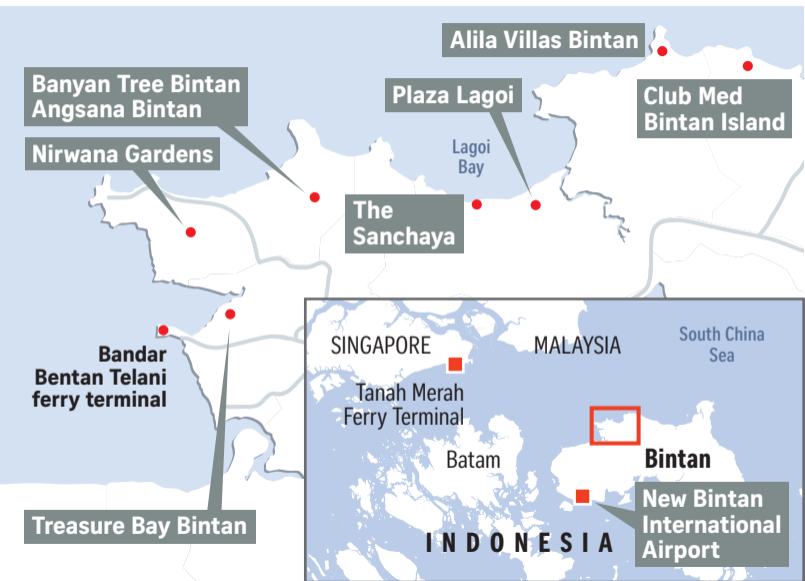 Alila Villas Bintan
Banyan Tree Bintan
Angsana Bintan
Plaza Lagoi
Club Med
Bintan Island
Nirwana Gardens
Lagoi
Bay
The
Sanchaya
Bandar
Bentan Telani
ferry terminal
Treasure Bay Bintan
SINGAPORE
MALAYSIA
South China
Sea
Tanah Merah
Ferry Terminal
Batam
Bintan
New Bintan
International
Airport
INDONESIA